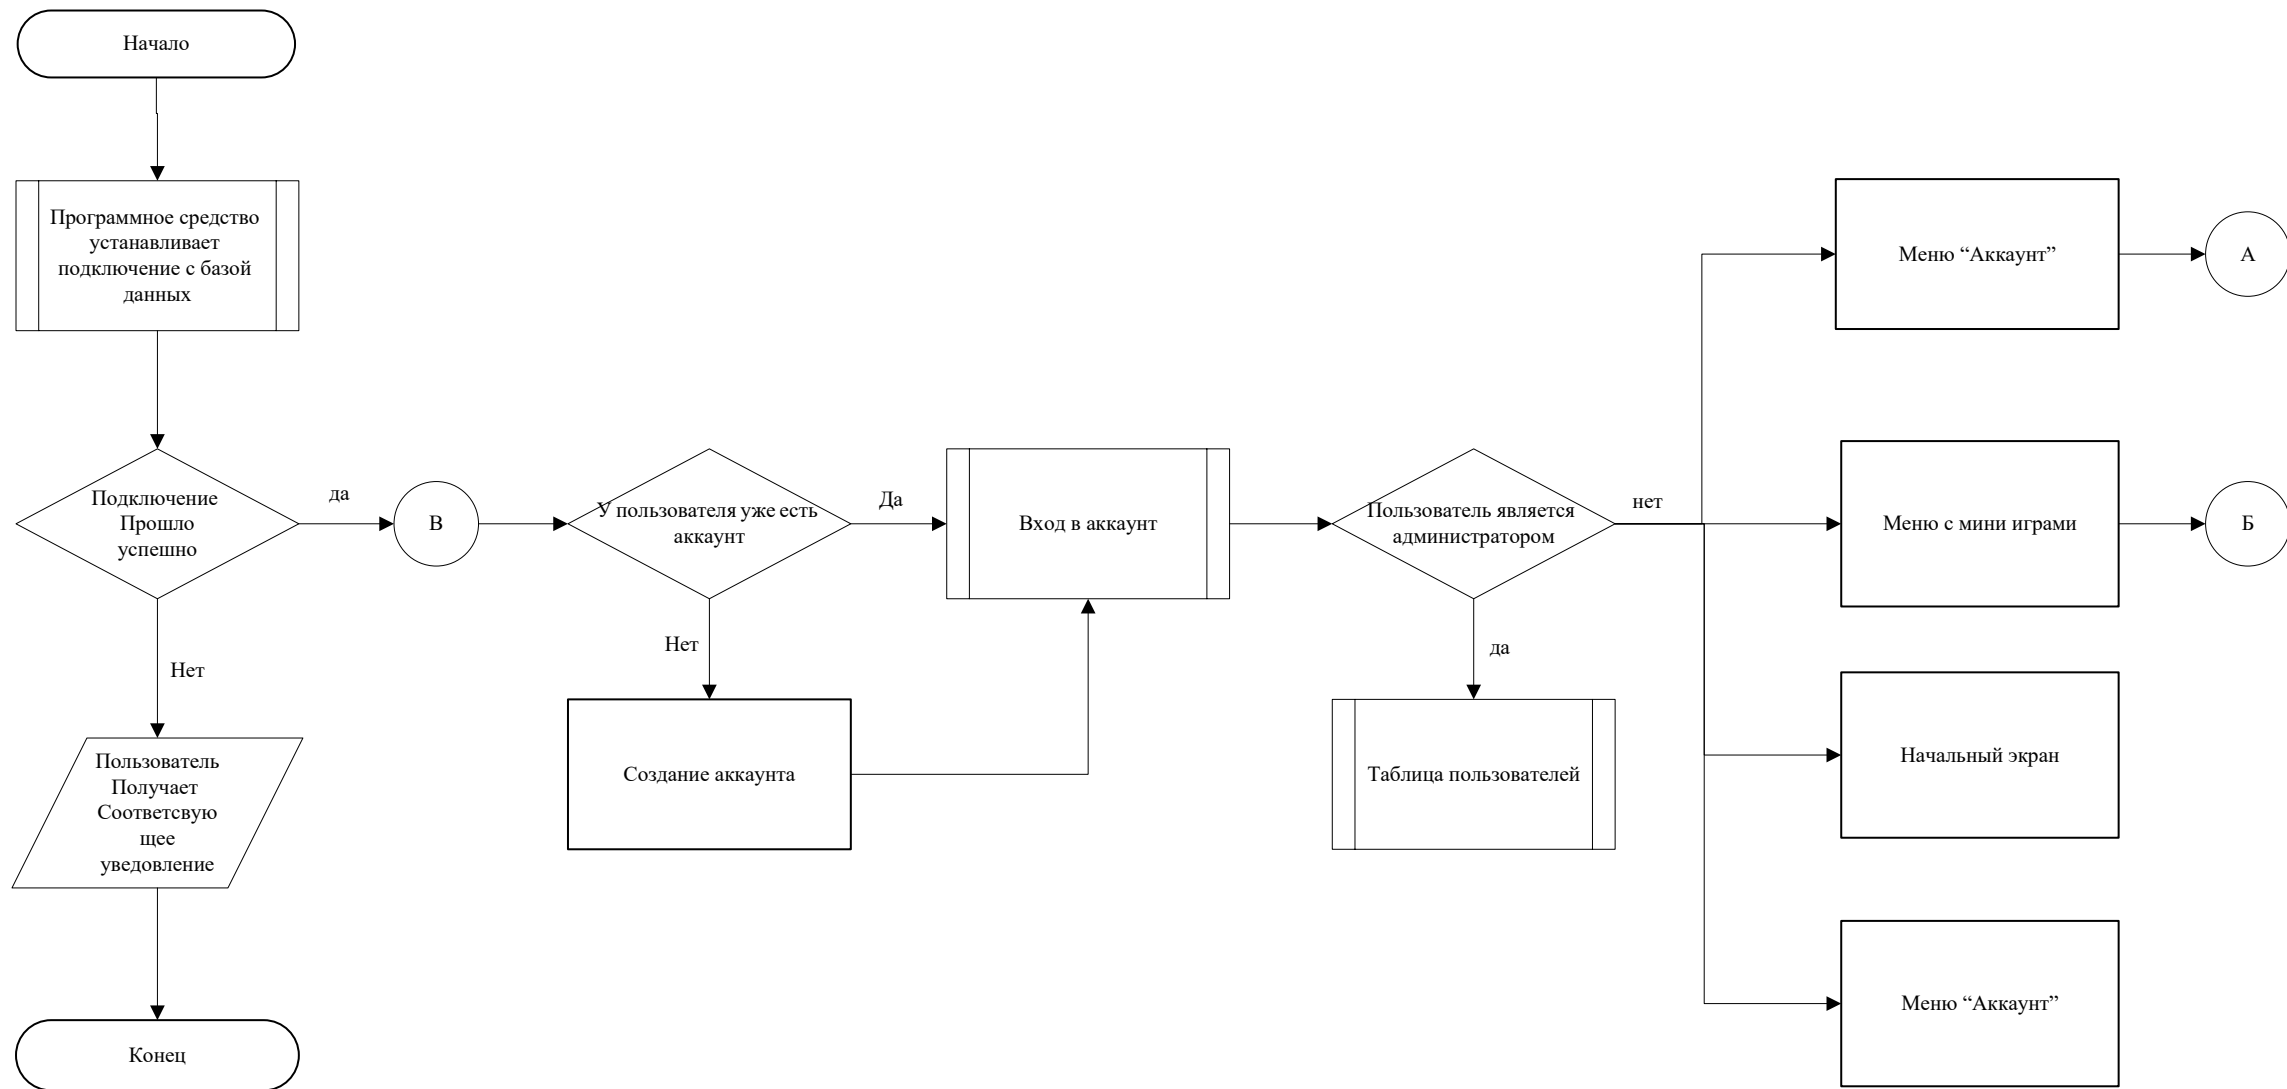 Начало
Программное средство
устанавливает
подключение с базой
данных
Меню “Аккаунт”
А
Подключение
Прошло
успешно
да
В
У пользователя уже есть
аккаунт
Да
Вход в аккаунт
Пользователь является
администратором
нет
Меню с мини играми
Б
Нет
Нет
да
Пользователь
Получает
Соответсвую
щее
уведовление
Создание аккаунта
Таблица пользователей
Начальный экран
Меню “Аккаунт”
Конец